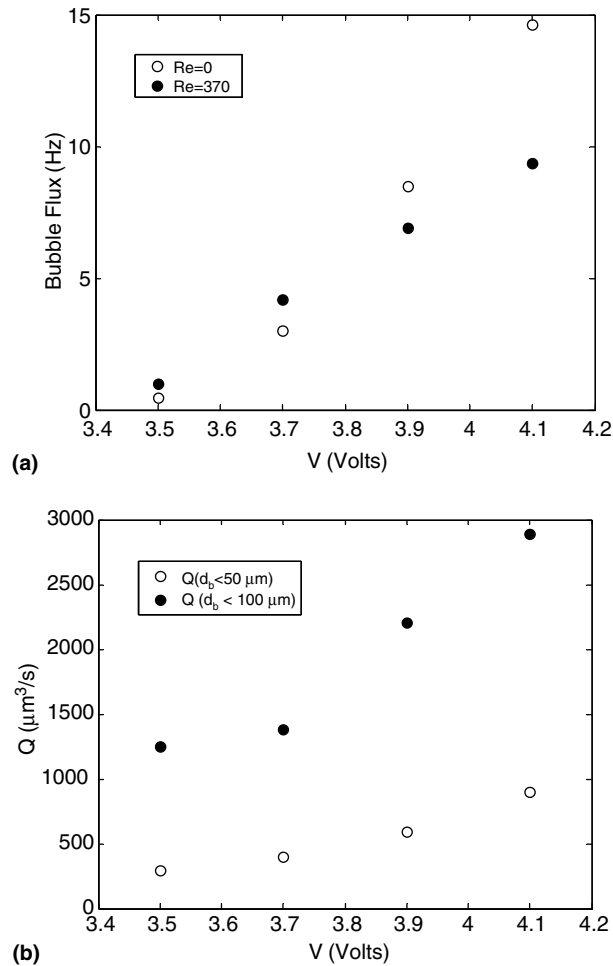 15
Re=0
Re=370
10
Bubble Flux (Hz)
5
0
3.4 3.5 3.6 3.7 3.8 3.9 4 4.1 4.2
(a)
V (Volts)
3000
Q(d_b<50 μm)
Q (d_b < 100 μm)
2500
2000
Q (μm³/s)
1500
1000
500
0
3.4 3.5 3.6 3.7 3.8 3.9 4 4.1 4.2
(b)
V (Volts)